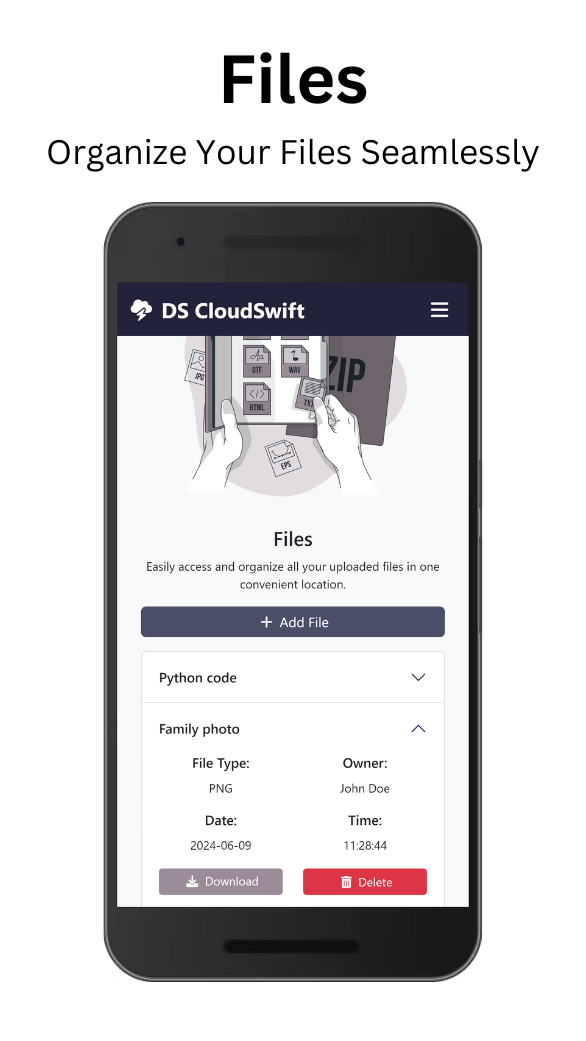 Files
Organize Your Files Seamlessly
DS CloudSwift
JPG
OTF
WAV
ZIP
HTML
TXT
EPS
Files
Easily access and organize all your uploaded files in one
convenient location.
+ Add File
Python code
Family photo
File Type: Owner:
PNG John Doe
Date: Time:
2024-06-09 11:28:44
Download Delete